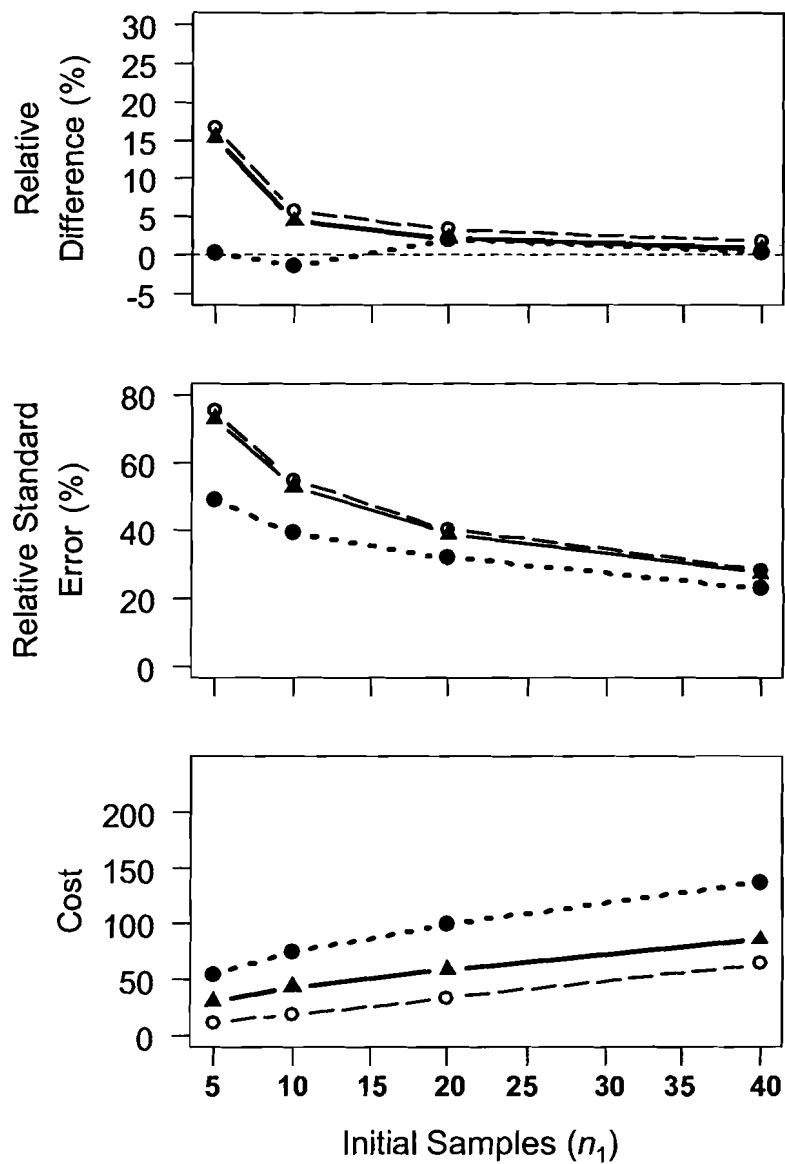 Relative
Difference (%)
30
25
20
15
10
5
0
-5
Relative Standard
Error (%)
80
60
40
20
0
Cost
200
150
100
50
0
5 10 15 20 25 30 35 40
Initial Samples (n₁)